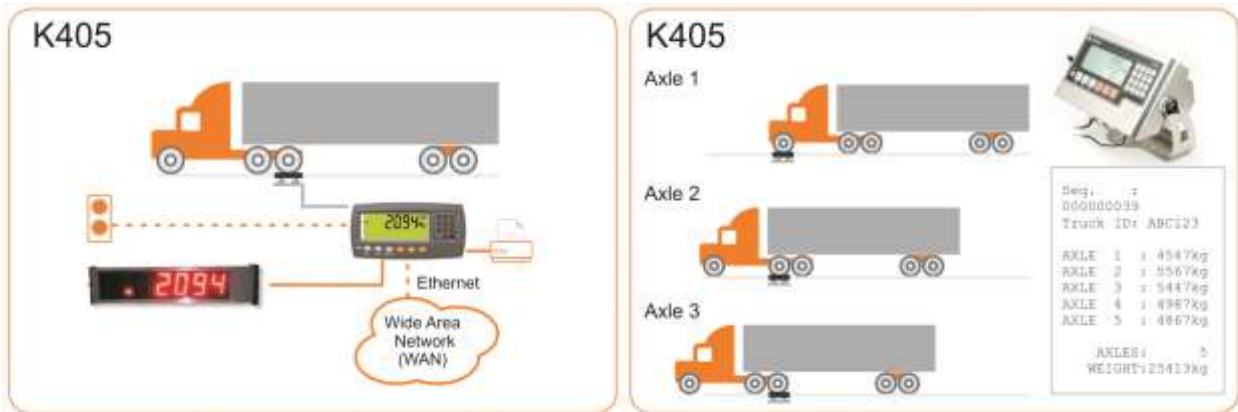 K405
2094
2094
Ethernet
Wide Area
Network
(WAN)
K405
Axle 1
Axle 2
Axle 3
Seq. :
000000039
Truck ID: ABC123
AXLE 1 : 4547kg
AXLE 2 : 5567kg
AXLE 3 : 5447kg
AXLE 4 : 4987kg
AXLE 5 : 4867kg
AXLES: 5
WEIGHT:25413kg